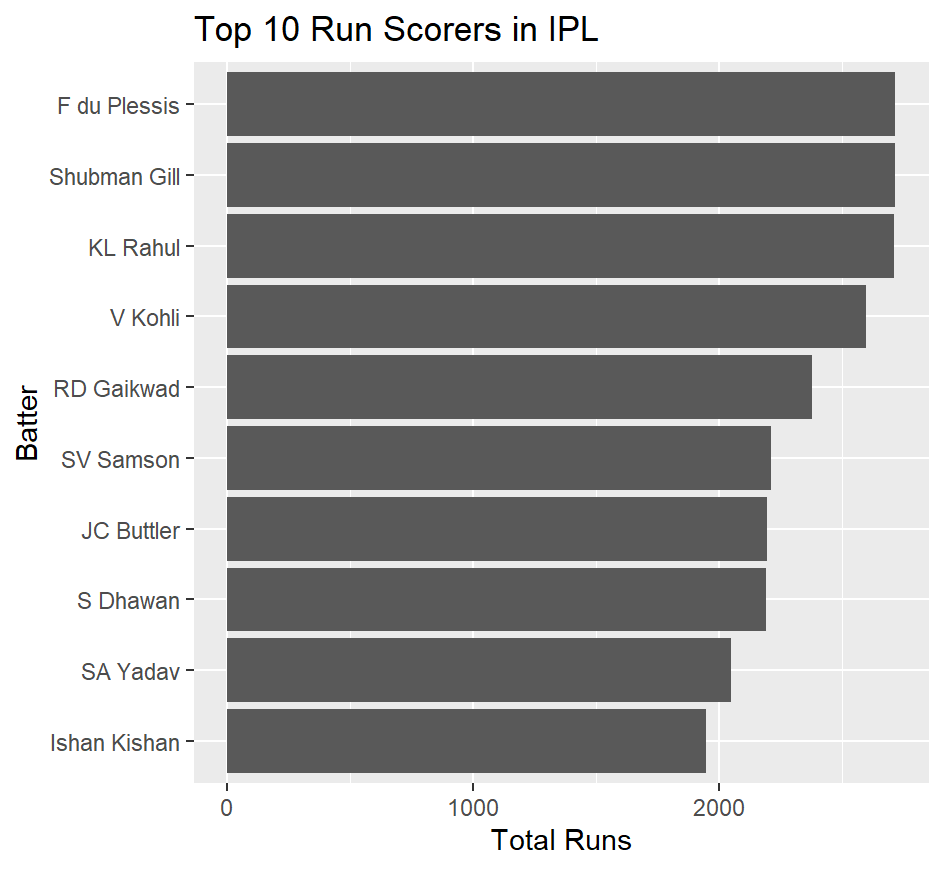 Top 10 Run Scorers in IPL
Batter
F du Plessis
Shubman Gill
KL Rahul
V Kohli
RD Gaikwad
SV Samson
JC Buttler
S Dhawan
SA Yadav
Ishan Kishan
0 1000 2000
Total Runs